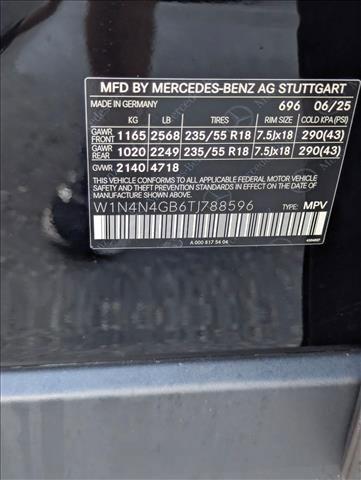 MFD BY MERCEDES-BENZ AG STUTTGART
MADE IN GERMANY 696 06/25
KG LB TIRES RIM SIZE COLD KPA (PSI)
GAWR FRONT 1165 2568 235/55 R18 7.5Jx18 290(43)
GAWR REAR 1020 2249 235/55 R18 7.5Jx18 290(43)
GVWR 2140 4718
THIS VEHICLE CONFORMS TO ALL APPLICABLE FEDERAL MOTOR VEHICLE
SAFETY AND THEFT PREVENTION STANDARDS IN EFFECT ON THE DATE OF
MANUFACTURE SHOWN ABOVE.
W1N4N4GB6TJ788596 TYPE: MPV
A 000 817 54 04